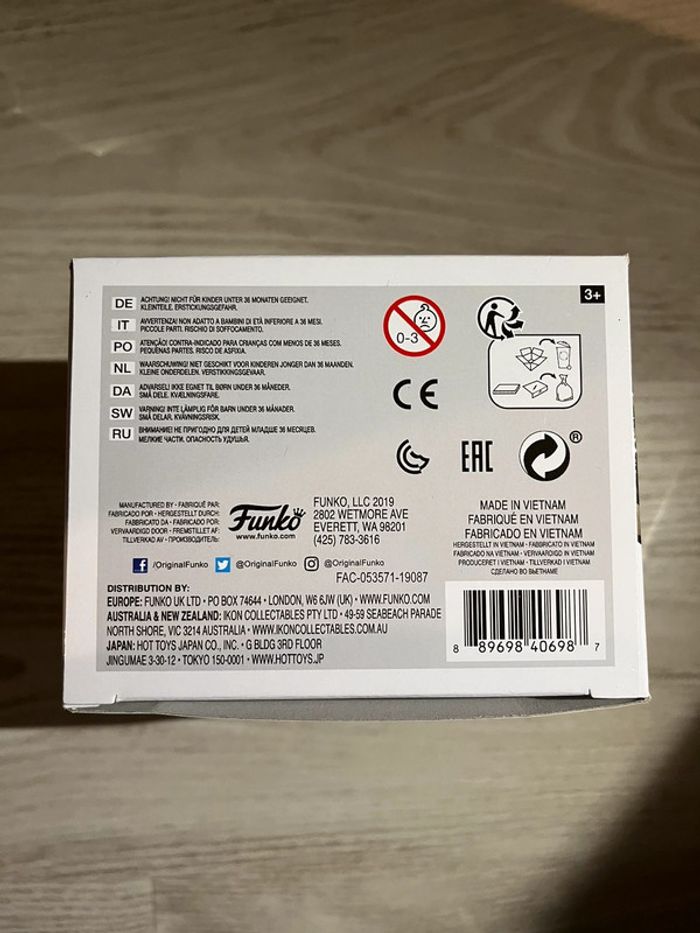 3+
DE ACHTUNG! NICHT FÜR KINDER UNTER 36 MONATEN GEEIGNET.
KLEINTEILE. ERSTICKUNGSGEFAHR.
IT AVVERTENZA! NON ADATTO A BAMBINI DI ETÀ INFERIORE A 36 MESI.
PICCOLE PARTI. RISCHIO DI SOFFOCAMENTO.
PO ATENÇÃO! CONTRA-INDICADO PARA CRIANÇAS COM MENOS DE 36 MESES.
PEQUENAS PARTES. RISCO DE ASFIXIA.
NL WAARSCHUWING! NIET GESCHIKT VOOR KINDEREN JONGER DAN 36 MAANDEN.
KLEINE ONDERDELEN. VERSTIKKINGSGEVAAR.
DA ADVARSEL! IKKE EGNET TIL BØRN UNDER 36 MÅNEDER.
SMÅ DELE. KVÆLNINGSFARE.
SW VARNING! INTE LÄMPLIG FÖR BARN UNDER 36 MÅNADER.
SMÅ DELAR. KVÄVNINGSRISK.
RU ВНИМАНИЕ! НЕ ПРИГОДНО ДЛЯ ДЕТЕЙ МЛАДШЕ 36 МЕСЯЦЕВ.
МЕЛКИЕ ЧАСТИ. ОПАСНОСТЬ УДУШЬЯ.
0-3
CE
EAC
®
MANUFACTURED BY • FABRIQUÉ PAR:
FABRICADO POR • HERGESTELLT DURCH:
FABBRICATO DA • FABRICADO POR:
VERVAARDIGD DOOR • FREMSTILLET AF:
TILLVERKAD AV • ПРОИЗВОДИТЕЛЬ:
Funko
www.funko.com
FUNKO, LLC 2019
2802 WETMORE AVE
EVERETT, WA 98201
(425) 783-3616
MADE IN VIETNAM
FABRIQUÉ EN VIETNAM
FABRICADO EN VIETNAM
HERGESTELLT IN VIETNAM • FABBRICATO IN VIETNAM
FABRICADO NA VIETNAM • VERVAARDIGD IN VIETNAM
PRODUCERET I VIETNAM • TILLVERKAD I VIETNAM
СДЕЛАНО ВО ВЬЕТНАМЕ
/OriginalFunko @OriginalFunko @OriginalFunko
FAC-053571-19087
DISTRIBUTION BY:
EUROPE: FUNKO UK LTD • PO BOX 74644 • LONDON, W6 6JW (UK) • WWW.FUNKO.COM
AUSTRALIA & NEW ZEALAND: IKON COLLECTABLES PTY LTD • 49-59 SEABEACH PARADE
NORTH SHORE, VIC 3214 AUSTRALIA • WWW.IKONCOLLECTABLES.COM.AU
JAPAN: HOT TOYS JAPAN CO., INC. • G BLDG 3RD FLOOR
JINGUMAE 3-30-12 • TOKYO 150-0001 • WWW.HOTTOYS.JP
8 89698 40698 7